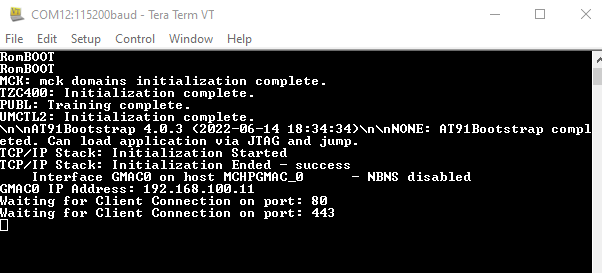 COM12:115200baud - Tera Term VT
File Edit Setup Control Window Help
RomBOOT
RomBOOT
MCK: mck domains initialization complete.
TZC400: Initialization complete.
PUBL: Training complete.
UMCTL2: Initialization complete.
\n\nAT91Bootstrap 4.0.3 (2022-06-14 18:34:34)\n\nNONE: AT91Bootstrap compl
eted. Can load application via JTAG and jump.
TCP/IP Stack: Initialization Started
TCP/IP Stack: Initialization Ended - success
    Interface GMAC0 on host MCHPGMAC_0      - NBNS disabled
GMAC0 IP Address: 192.168.100.11
Waiting for Client Connection on port: 80
Waiting for Client Connection on port: 443